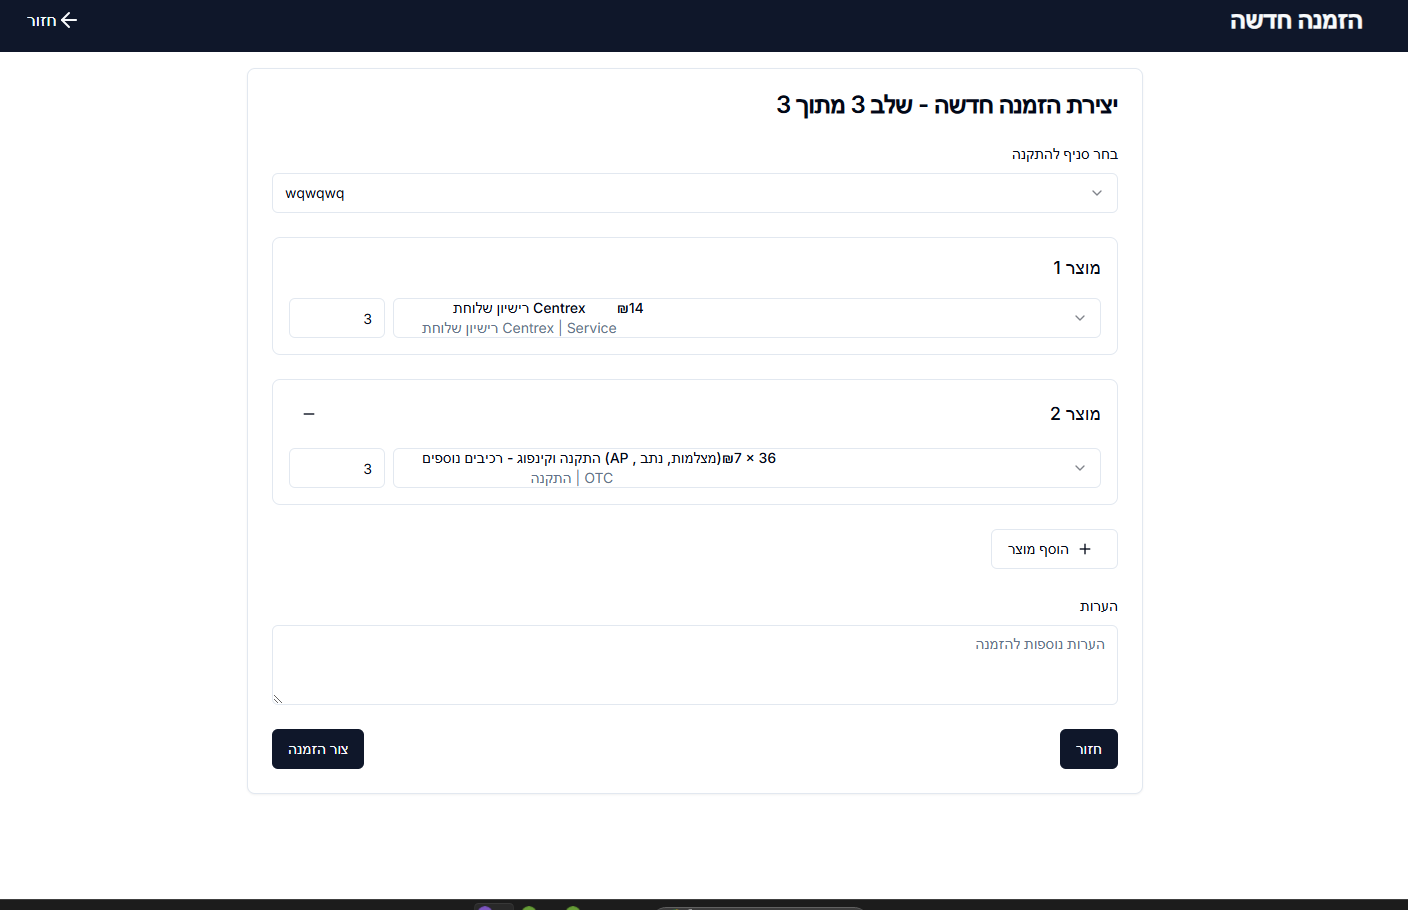 הזמנה חדשה
חזור
יצירת הזמנה חדשה - שלב 3 מתוך 3
בחר סניף להתקנה
wqwqwq
מוצר 1
רישיון שלוחת Centrex ₪14
רישיון שלוחת Centrex | Service
3
מוצר 2
התקנה וקינפוג - רכיבים נוספים (מצלמות, נתב , AP)₪7 × 36
התקנה | OTC
3
הוסף מוצר
הערות
הערות נוספות להזמנה
חזור
צור הזמנה